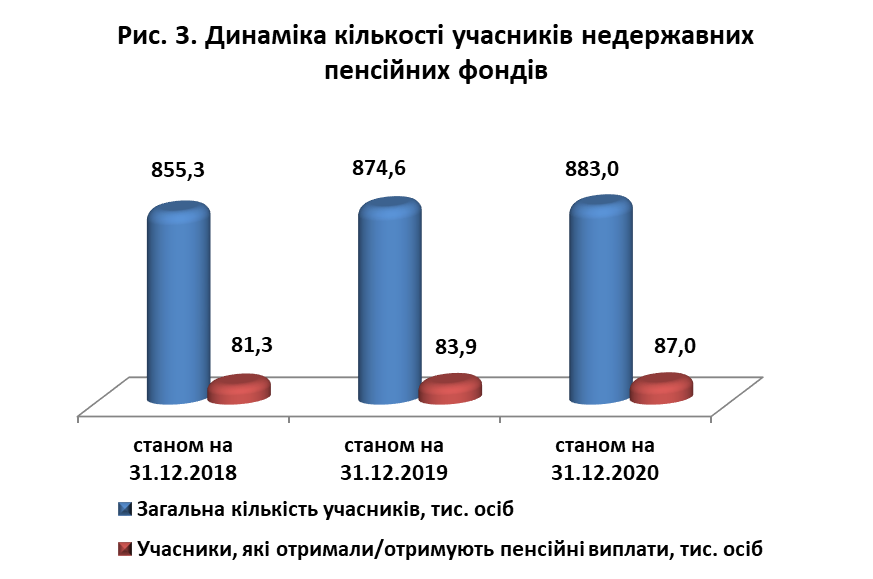 Рис. 3. Динаміка кількості учасників недержавних
пенсійних фондів
855,3
874,6
883,0
81,3
83,9
87,0
станом на
31.12.2018
станом на
31.12.2019
станом на
31.12.2020
Загальна кількість учасників, тис. осіб
Учасники, які отримали/отримують пенсійні виплати, тис. осіб